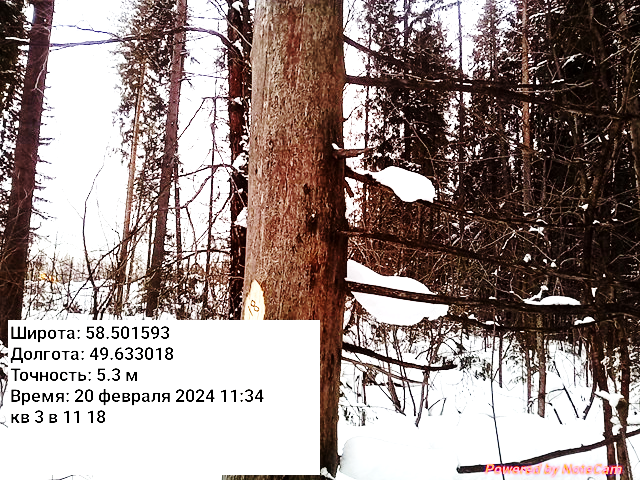 18
Широта: 58.501593
Долгота: 49.633018
Точность: 5.3 м
Время: 20 февраля 2024 11:34
кв 3 в 11 18
Powered by NoteCam